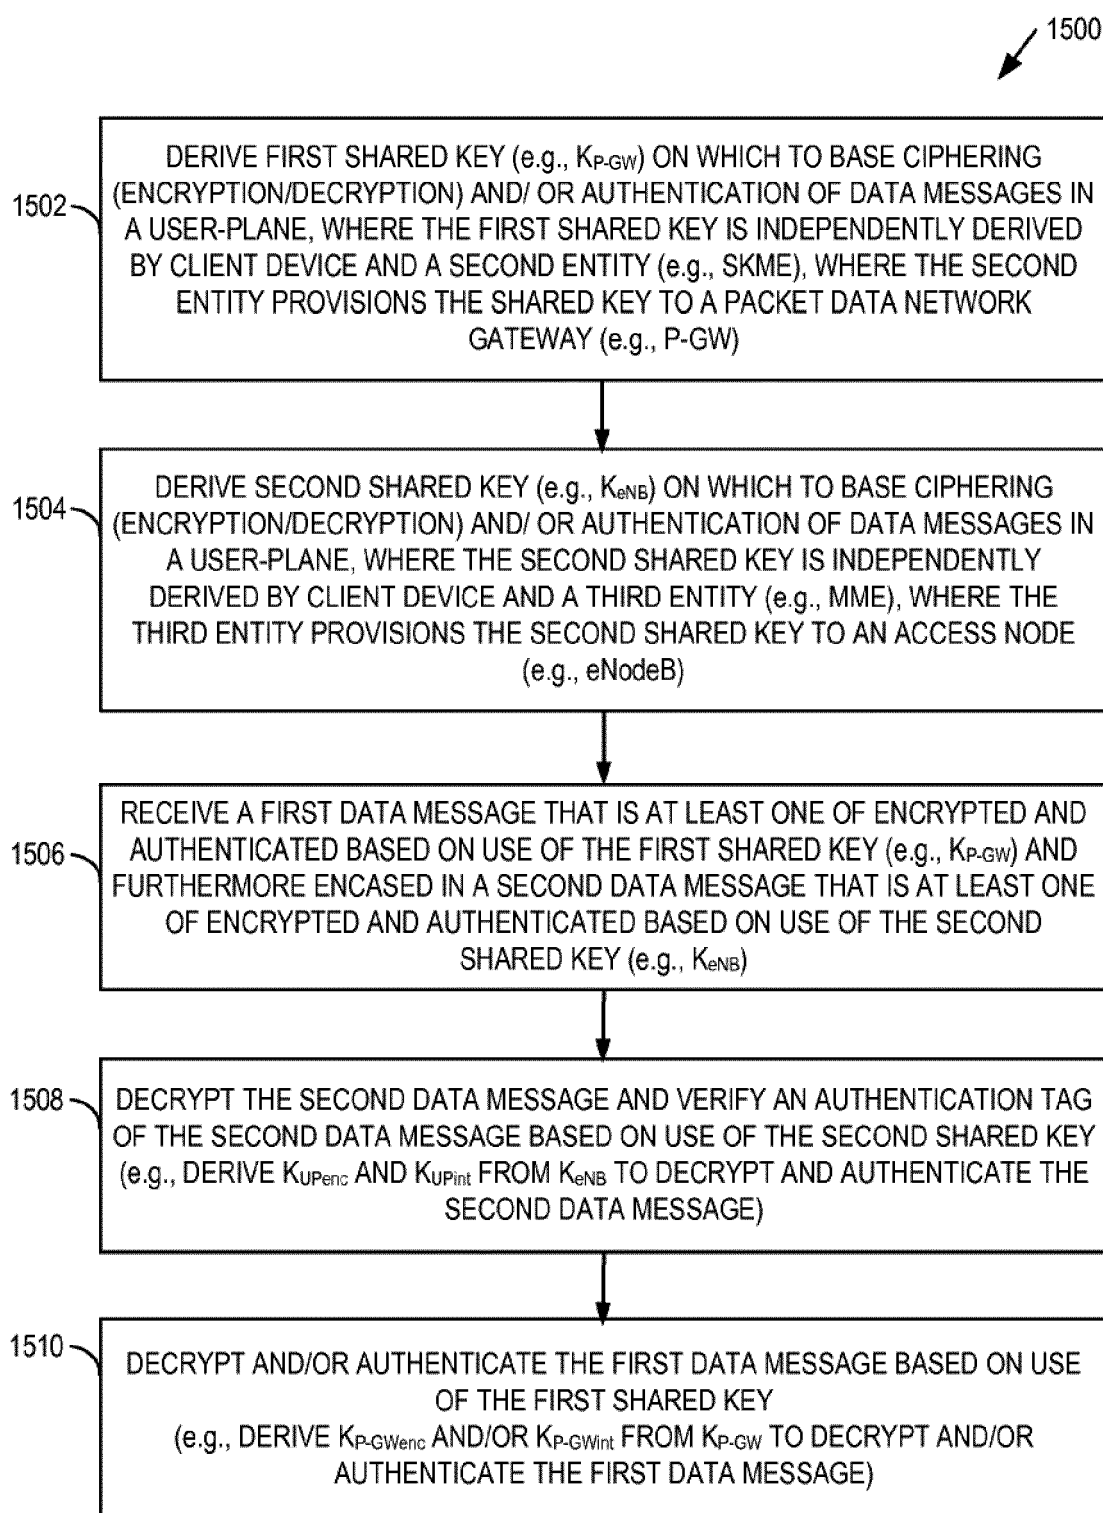 1500
1502
DERIVE FIRST SHARED KEY (e.g., KP-GW) ON WHICH TO BASE CIPHERING
(ENCRYPTION/DECRYPTION) AND/ OR AUTHENTICATION OF DATA MESSAGES IN
A USER-PLANE, WHERE THE FIRST SHARED KEY IS INDEPENDENTLY DERIVED
BY CLIENT DEVICE AND A SECOND ENTITY (e.g., SKME), WHERE THE SECOND
ENTITY PROVISIONS THE SHARED KEY TO A PACKET DATA NETWORK
GATEWAY (e.g., P-GW)
1504
DERIVE SECOND SHARED KEY (e.g., KeNB) ON WHICH TO BASE CIPHERING
(ENCRYPTION/DECRYPTION) AND/ OR AUTHENTICATION OF DATA MESSAGES IN
A USER-PLANE, WHERE THE SECOND SHARED KEY IS INDEPENDENTLY
DERIVED BY CLIENT DEVICE AND A THIRD ENTITY (e.g., MME), WHERE THE
THIRD ENTITY PROVISIONS THE SECOND SHARED KEY TO AN ACCESS NODE
(e.g., eNodeB)
1506
RECEIVE A FIRST DATA MESSAGE THAT IS AT LEAST ONE OF ENCRYPTED AND
AUTHENTICATED BASED ON USE OF THE FIRST SHARED KEY (e.g., KP-GW) AND
FURTHERMORE ENCASED IN A SECOND DATA MESSAGE THAT IS AT LEAST ONE
OF ENCRYPTED AND AUTHENTICATED BASED ON USE OF THE SECOND
SHARED KEY (e.g., KeNB)
1508
DECRYPT THE SECOND DATA MESSAGE AND VERIFY AN AUTHENTICATION TAG
OF THE SECOND DATA MESSAGE BASED ON USE OF THE SECOND SHARED KEY
(e.g., DERIVE KUPenc AND KUPint FROM KeNB TO DECRYPT AND AUTHENTICATE THE
SECOND DATA MESSAGE)
1510
DECRYPT AND/OR AUTHENTICATE THE FIRST DATA MESSAGE BASED ON USE
OF THE FIRST SHARED KEY
(e.g., DERIVE KP-GWenc AND/OR KP-GWint FROM KP-GW TO DECRYPT AND/OR
AUTHENTICATE THE FIRST DATA MESSAGE)